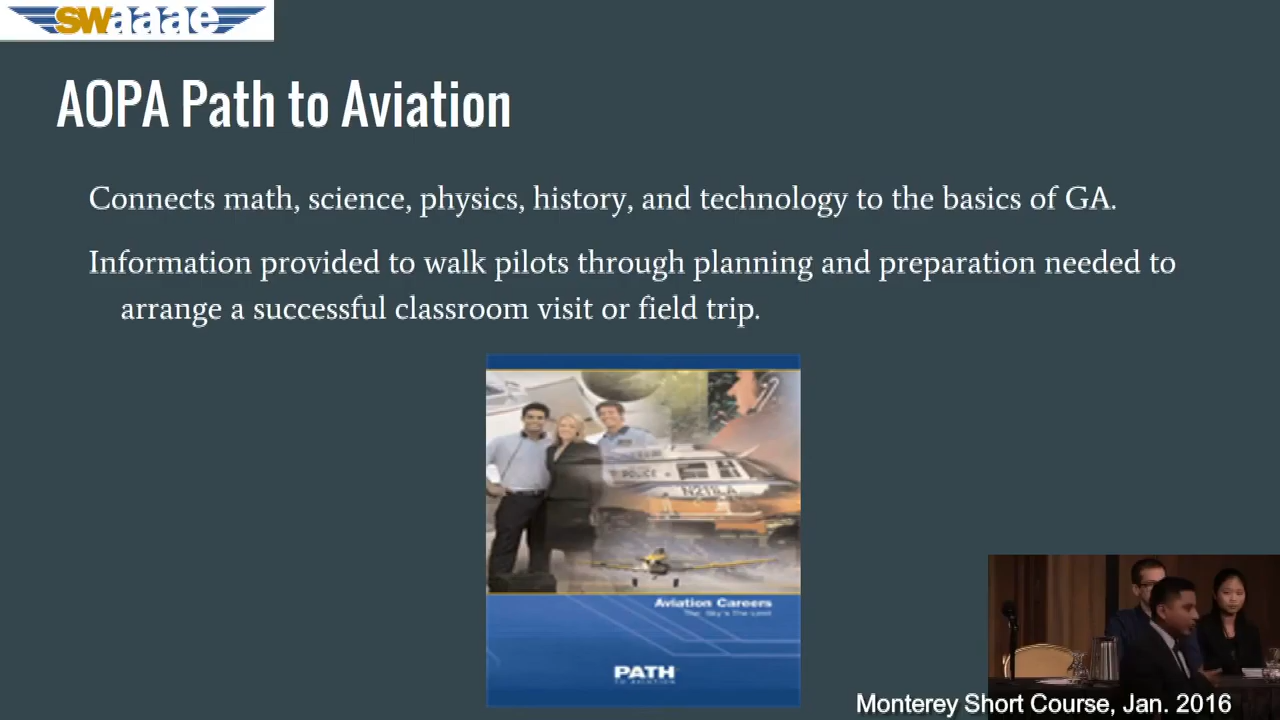 swaaae
AOPA Path to Aviation
Connects math, science, physics, history, and technology to the basics of GA.
Information provided to walk pilots through planning and preparation needed to
arrange a successful classroom visit or field trip.
POLICE
N211LA
Aviation Careers
The Sky's The Limit
PATH
TO AVIATION
Monterey Short Course, Jan. 2016